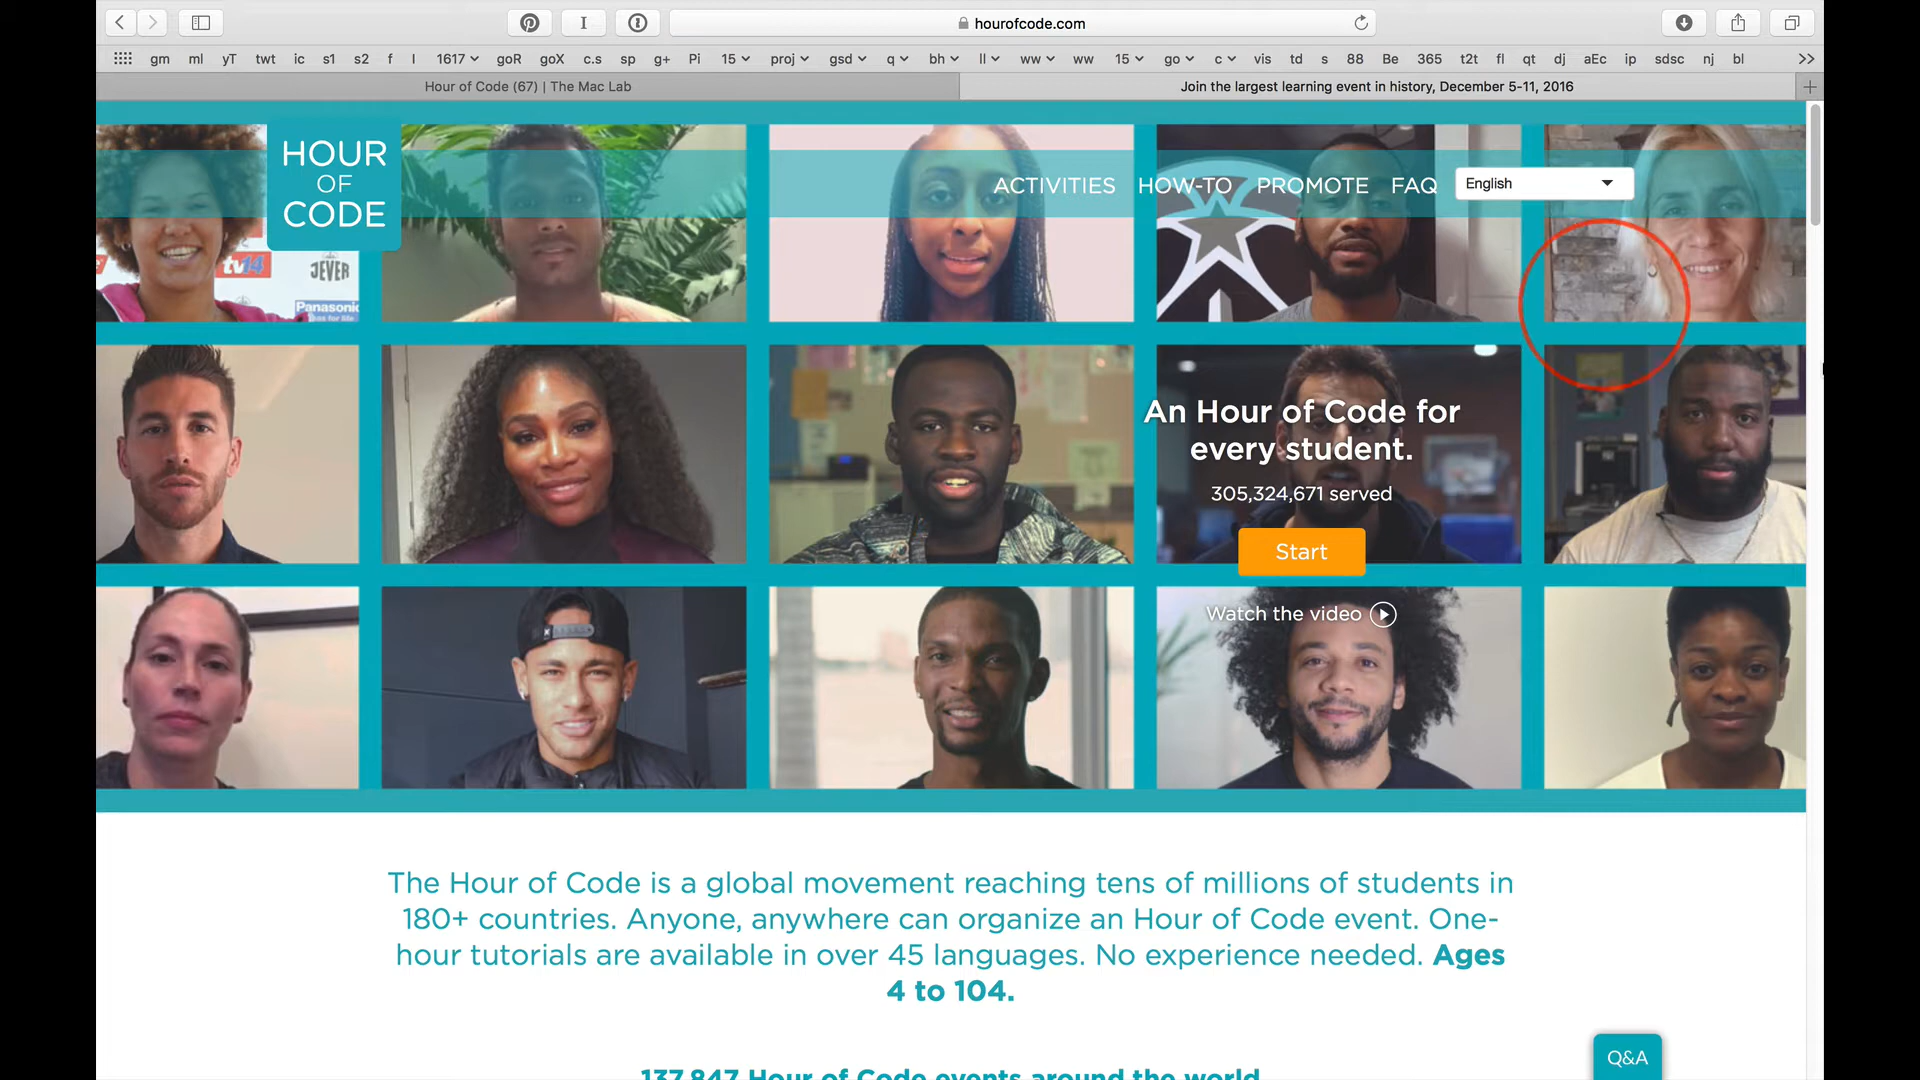 hourofcode.com
gm ml yT twt ic s1 s2 f I 1617 goR goX c.s sp g+ Pi 15 proj gsd q bh ll ww ww 15 go c vis td s 88 Be 365 t2t fl qt dj aEc ip sdsc nj bl
Hour of Code (67) | The Mac Lab
Join the largest learning event in history, December 5-11, 2016
HOUR
OF
CODE
ACTIVITIES HOW-TO PROMOTE FAQ English
tv14
JEVER
Panasonic
An Hour of Code for
every student.
305,324,671 served
Start
Watch the video
The Hour of Code is a global movement reaching tens of millions of students in
180+ countries. Anyone, anywhere can organize an Hour of Code event. One-
hour tutorials are available in over 45 languages. No experience needed. Ages
4 to 104.
137,847 Hour of Code events around the world
Q&A